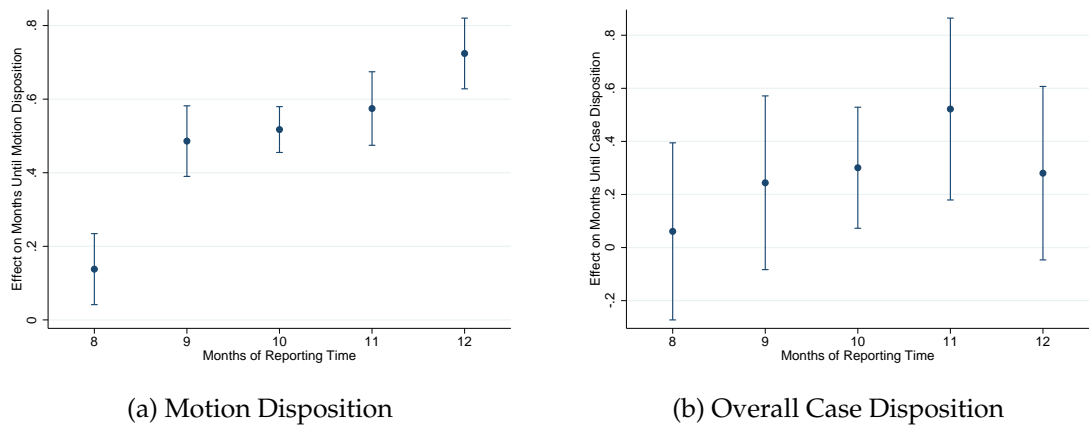 Effect on Months Until Motion Disposition
.8
.6
.4
.2
0
8 9 10 11 12
Months of Reporting Time
(a) Motion Disposition
Effect on Months Until Case Disposition
.8
.6
.4
.2
0
-.2
8 9 10 11 12
Months of Reporting Time
(b) Overall Case Disposition